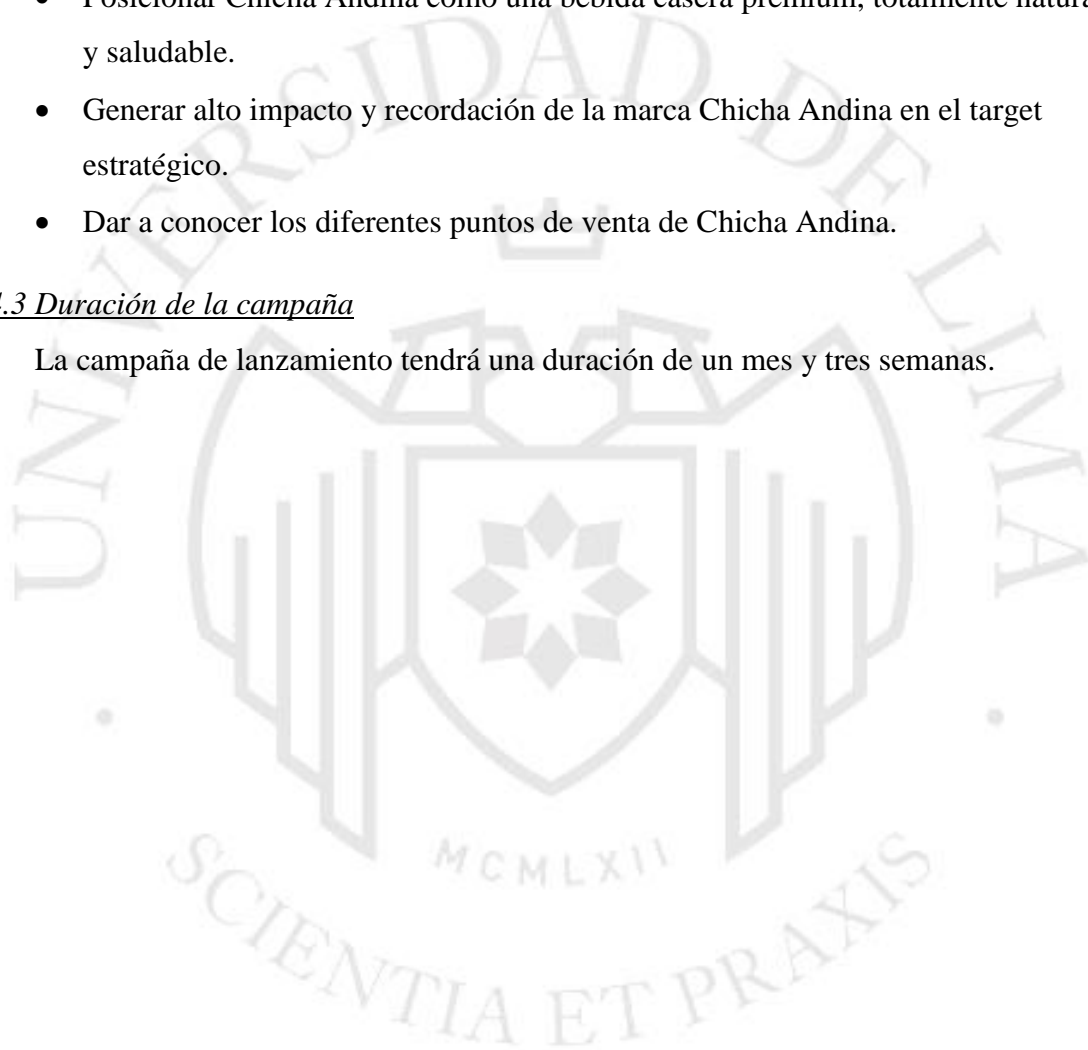 Posicionar Chicha Andina como una bebida casera premium, totalmente natura
y saludable.
• Generar alto impacto y recordación de la marca Chicha Andina en el target
estratégico.
• Dar a conocer los diferentes puntos de venta de Chicha Andina.
.3 Duración de la campaña
La campaña de lanzamiento tendrá una duración de un mes y tres semanas.
UNIVERSIDAD DE LIMA
MCMLXII
SCIENTIA ET PRAXIS